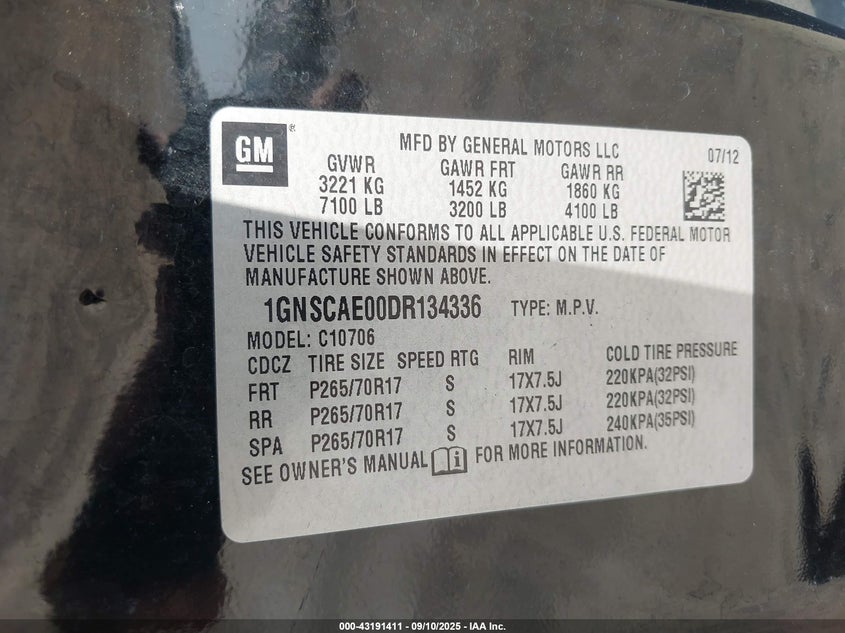 GM®
MFD BY GENERAL MOTORS LLC 07/12
GVWR GAWR FRT GAWR RR
3221 KG 1452 KG 1860 KG
7100 LB 3200 LB 4100 LB
THIS VEHICLE CONFORMS TO ALL APPLICABLE U.S. FEDERAL MOTOR
VEHICLE SAFETY STANDARDS IN EFFECT ON THE DATE OF
MANUFACTURE SHOWN ABOVE.
1GNSCAE00DR134336 TYPE: M.P.V.
MODEL: C10706
CDCZ TIRE SIZE SPEED RTG RIM COLD TIRE PRESSURE
FRT P265/70R17 S 17X7.5J 220KPA(32PSI)
RR P265/70R17 S 17X7.5J 220KPA(32PSI)
SPA P265/70R17 S 17X7.5J 240KPA(35PSI)
SEE OWNER'S MANUAL FOR MORE INFORMATION.
000-43191411 - 09/10/2025 - IAA Inc.